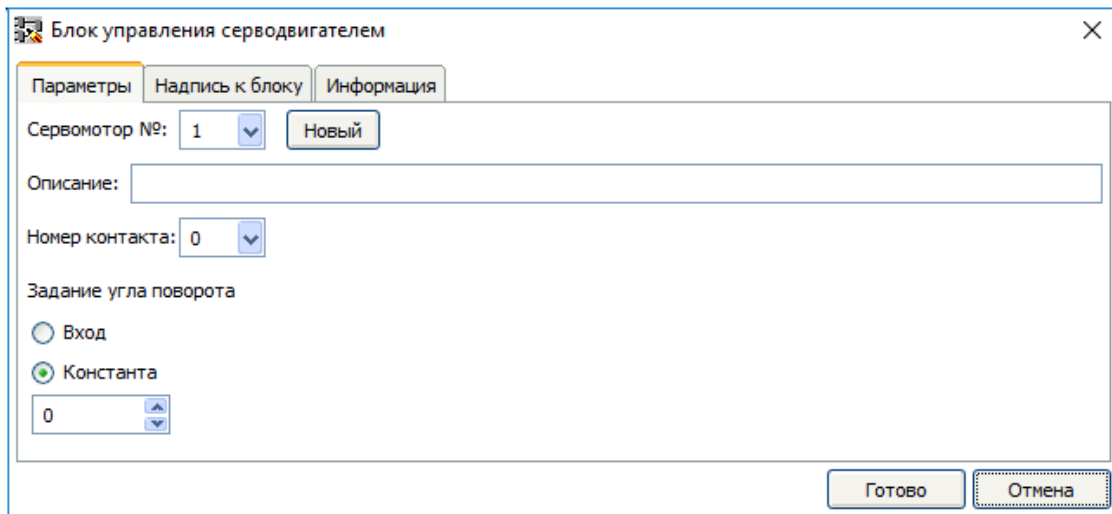 Блок управления серводвигателем
Параметры Надпись к блоку Информация
Сервомотор №: 1 Новый
Описание:
Номер контакта: 0
Задание угла поворота
Вход
Константа
0
Готово Отмена